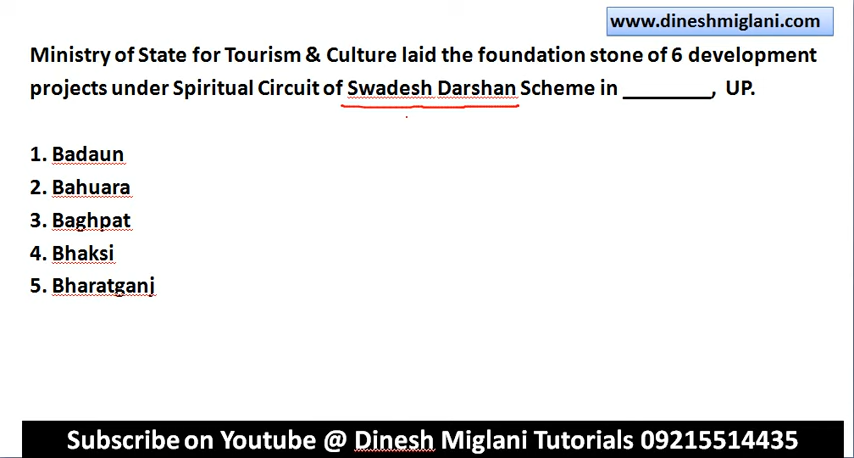 www.dineshmiglani.com
Ministry of State for Tourism & Culture laid the foundation stone of 6 development
projects under Spiritual Circuit of Swadesh Darshan Scheme in _________, UP.
1. Badaun
2. Bahuara
3. Baghpat
4. Bhaksi
5. Bharatganj
Subscribe on Youtube @ Dinesh Miglani Tutorials 09215514435